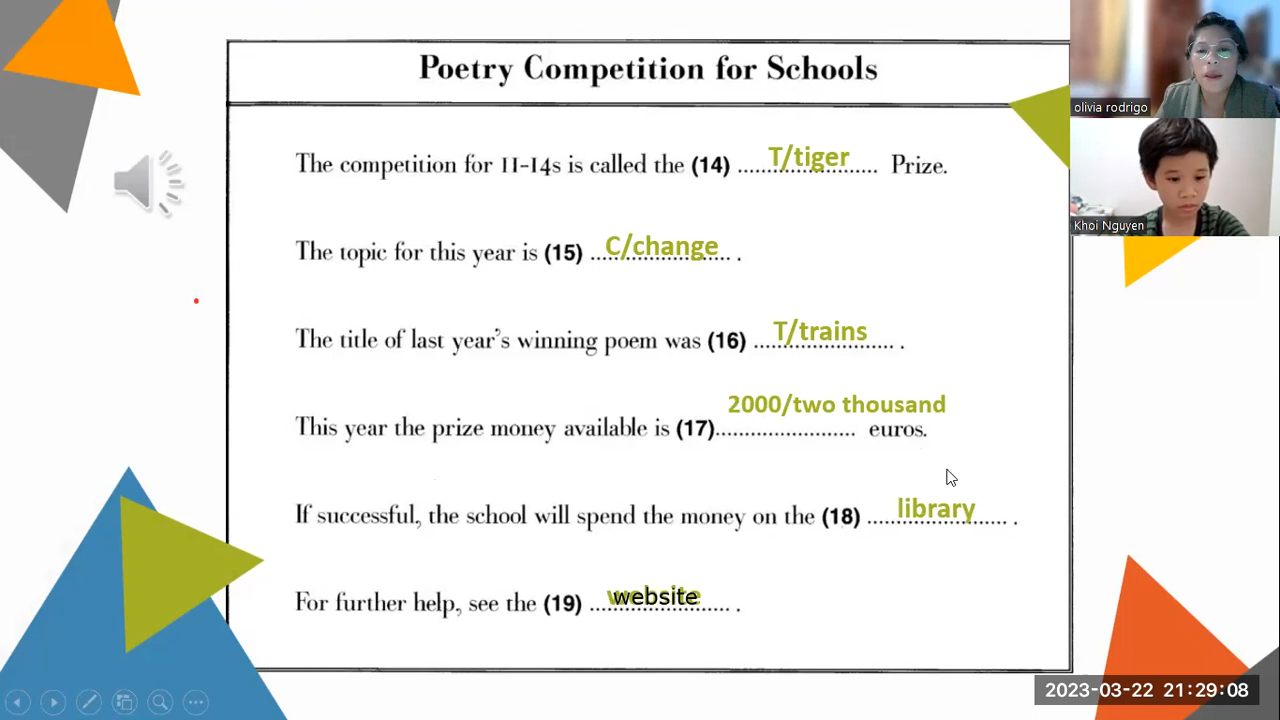 Poetry Competition for Schools
The competition for 11-14s is called the (14) T/tiger Prize.
The topic for this year is (15) C/change .
The title of last year's winning poem was (16) T/trains .
2000/two thousand
This year the prize money available is (17).................... euros.
If successful, the school will spend the money on the (18) library .
For further help, see the (19) website .
olivia rodrigo
Khoi Nguyen
2023-03-22 21:29:08